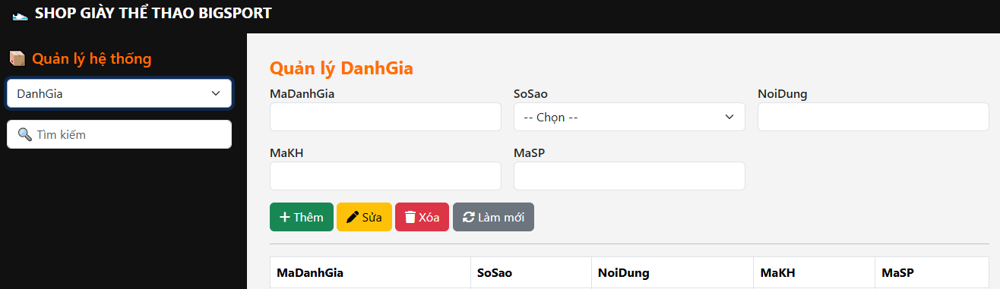 SHOP GIÀY THỂ THAO BIGSPORT
Quản lý hệ thống
DanhGia
Tìm kiếm
Quản lý DanhGia
MaDanhGia SoSao NoiDung
-- Chọn --
MaKH MaSP
Thêm Sửa Xóa Làm mới
MaDanhGia SoSao NoiDung MaKH MaSP